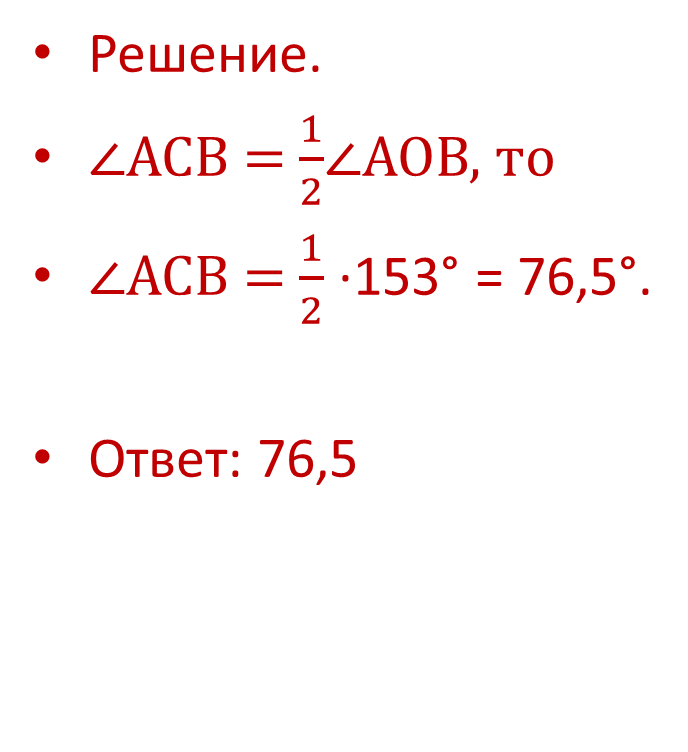 • Решение.
• ∠ACB = 1/2 ∠AOB, то
• ∠ACB = 1/2 ·153° = 76,5°.
• Ответ: 76,5